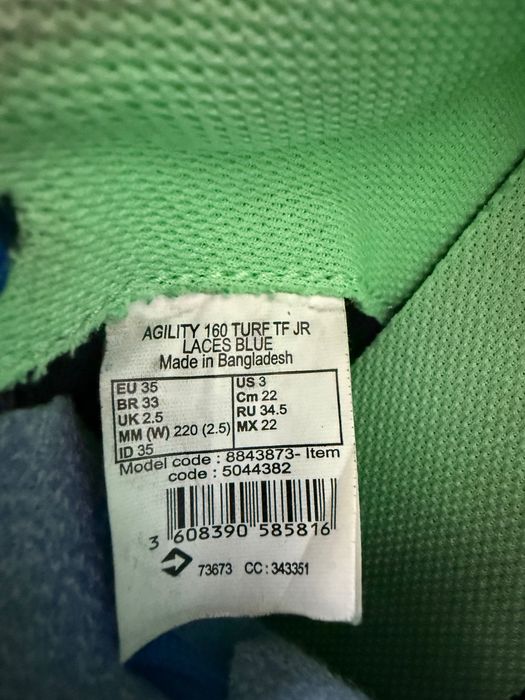 AGILITY 160 TURF TF JR
LACES BLUE
Made in Bangladesh
EU 35
BR 33
UK 2.5
MM (W) 220 (2.5)
ID 35
US 3
Cm 22
RU 34.5
MX 22
Model code : 8843873- Item
code : 5044382
3 608390 585816
73673 CC : 343351